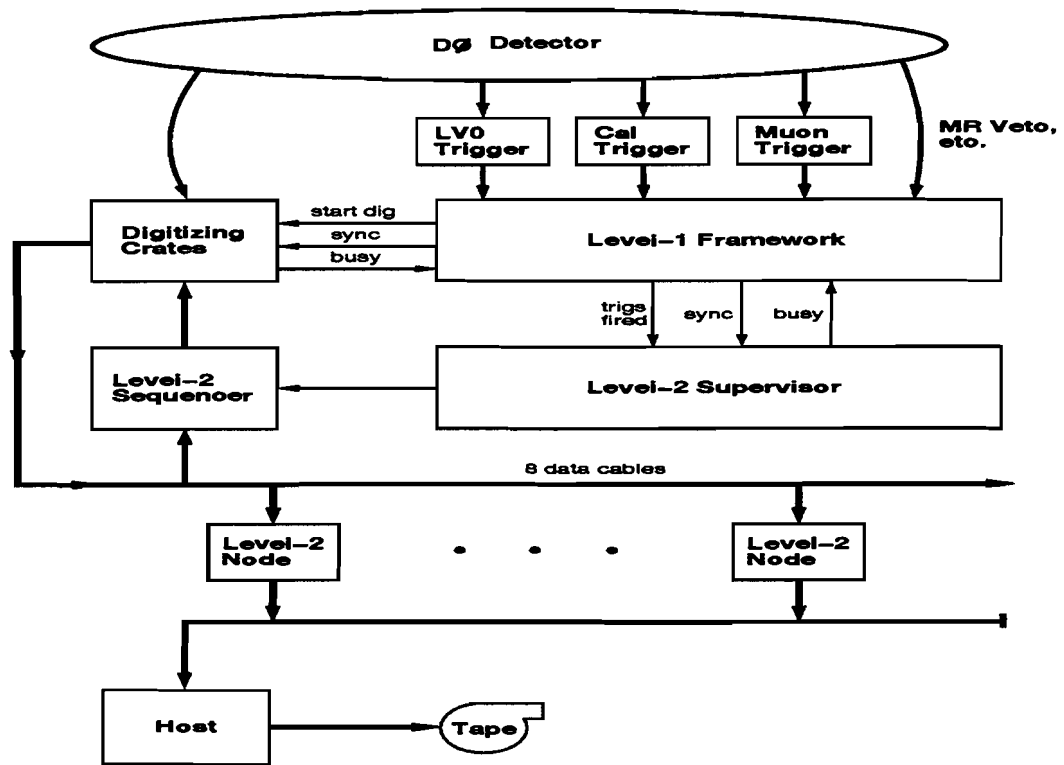 DØ Detector
LV0
Trigger
Cal
Trigger
Muon
Trigger
MR Veto,
eto.
Digitizing
Crates
start dig
sync
busy
Level-1 Framework
trigs
fired
sync
busy
Level-2
Sequenoer
Level-2 Supervisor
8 data cables
Level-2
Node
Level-2
Node
Host
Tape